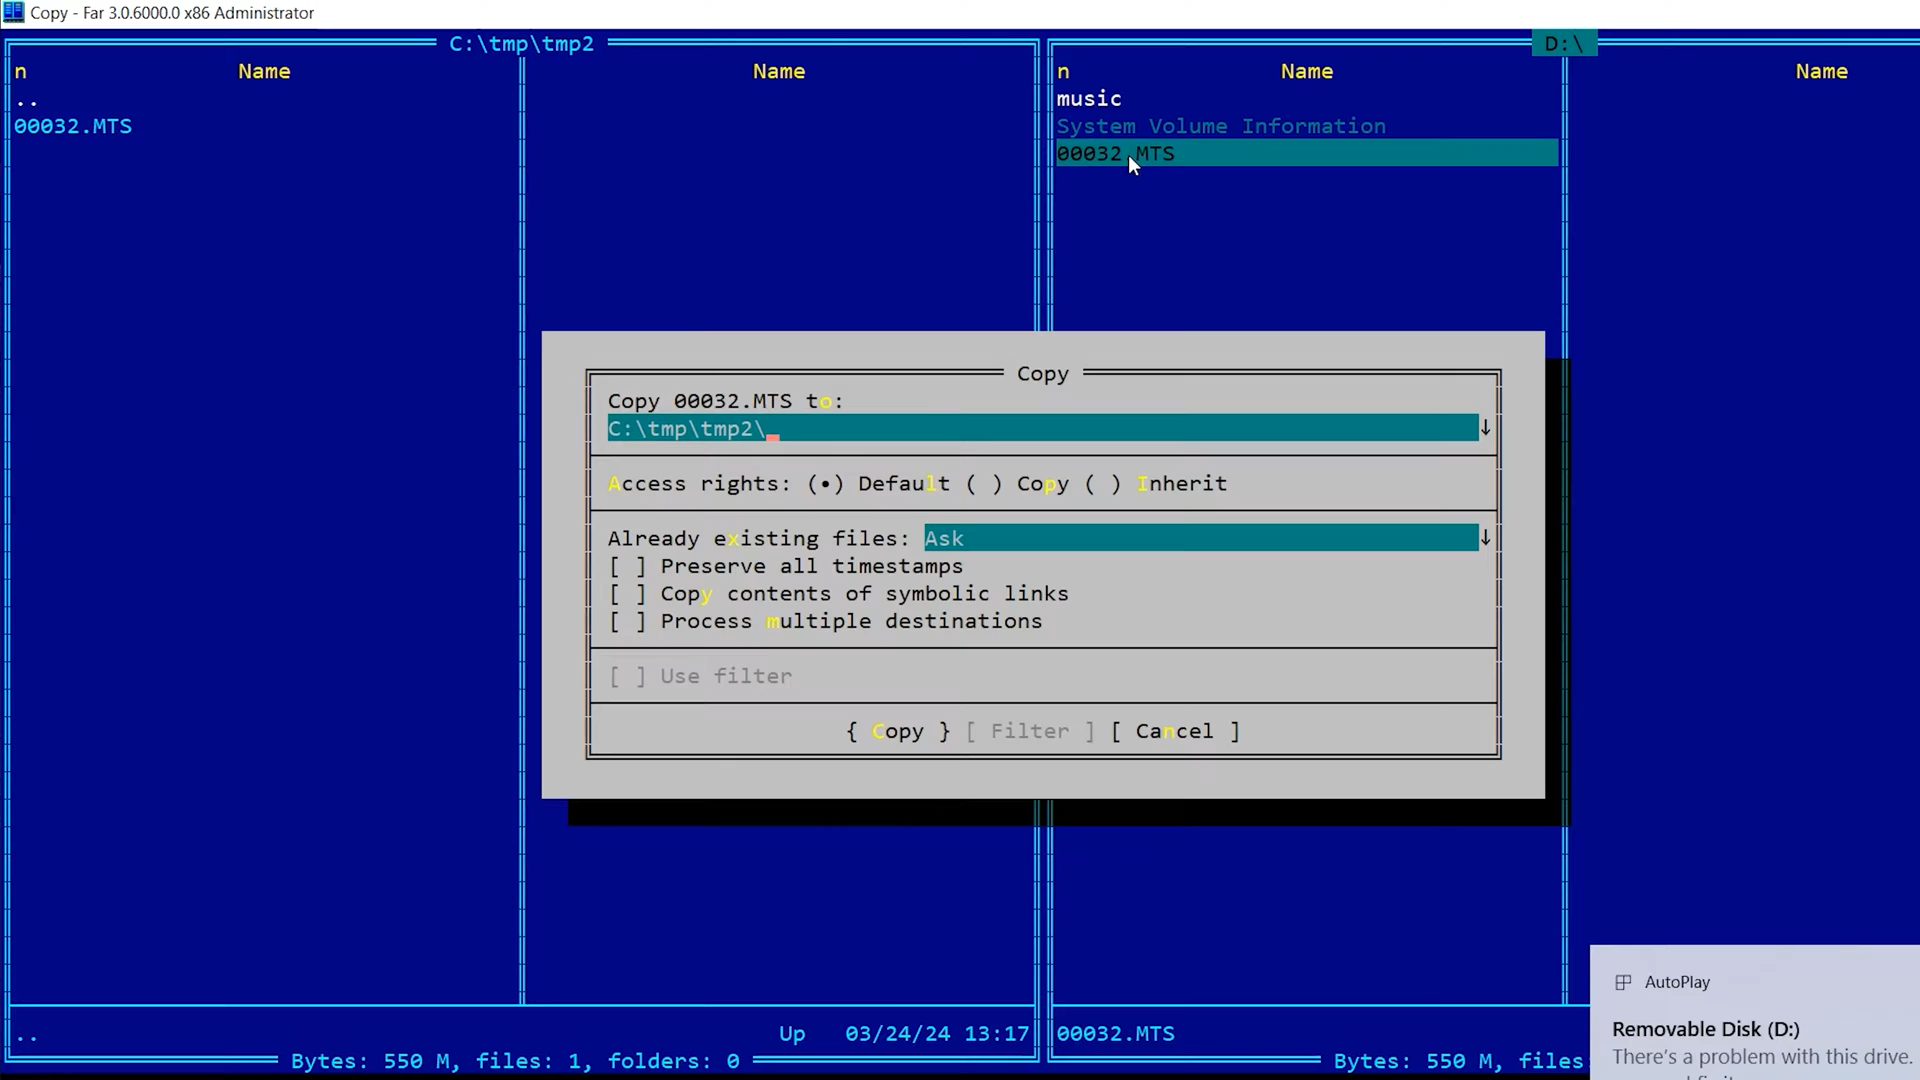 Copy - Far 3.0.6000.0 x86 Administrator
C:\tmp\tmp2
D:\
n Name Name
n Name Name
..
00032.MTS
music
System Volume Information
00032.MTS
Copy
Copy 00032.MTS to:
C:\tmp\tmp2\
Access rights: (•) Default ( ) Copy ( ) Inherit
Already existing files: Ask ↓
[ ] Preserve all timestamps
[ ] Copy contents of symbolic links
[ ] Process multiple destinations
[ ] Use filter
{ Copy } [ Filter ] [ Cancel ]
.. Up 03/24/24 13:17
Bytes: 550 M, files: 1, folders: 0
00032.MTS
Bytes: 550 M, files:
AutoPlay
Removable Disk (D:)
There's a problem with this drive.